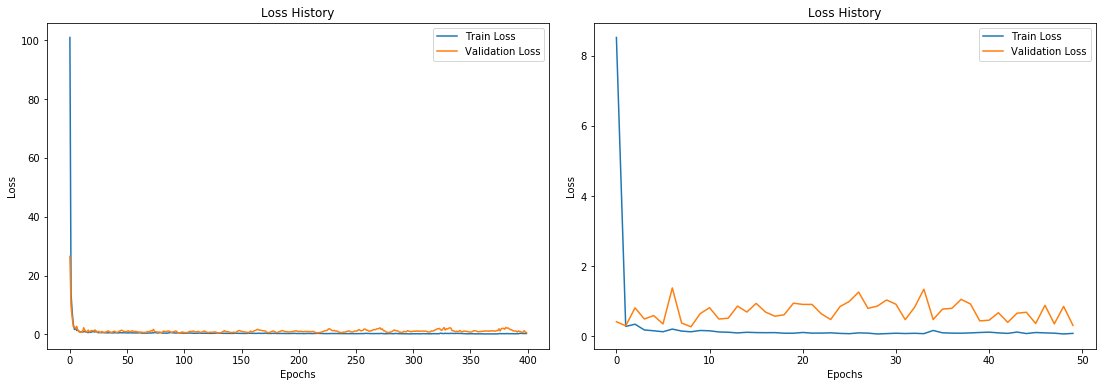 Loss History
100
80
60
40
20
0
Loss
Train Loss
Validation Loss
0 50 100 150 200 250 300 350 400
Epochs
Loss History
8
6
4
2
0
Loss
Train Loss
Validation Loss
0 10 20 30 40 50
Epochs